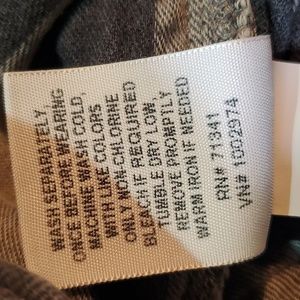 WASH SEPARATELY,
ONCE BEFORE WEARING
MACHINE WASH COLD,
WITH LIKE COLORS
ONLY NON-CHLORINE
BLEACH IF REQUIRED
TUMBLE DRY LOW,
REMOVE PROMPTLY
WARM IRON IF NEEDED
RN# 71341
VN# 1002974